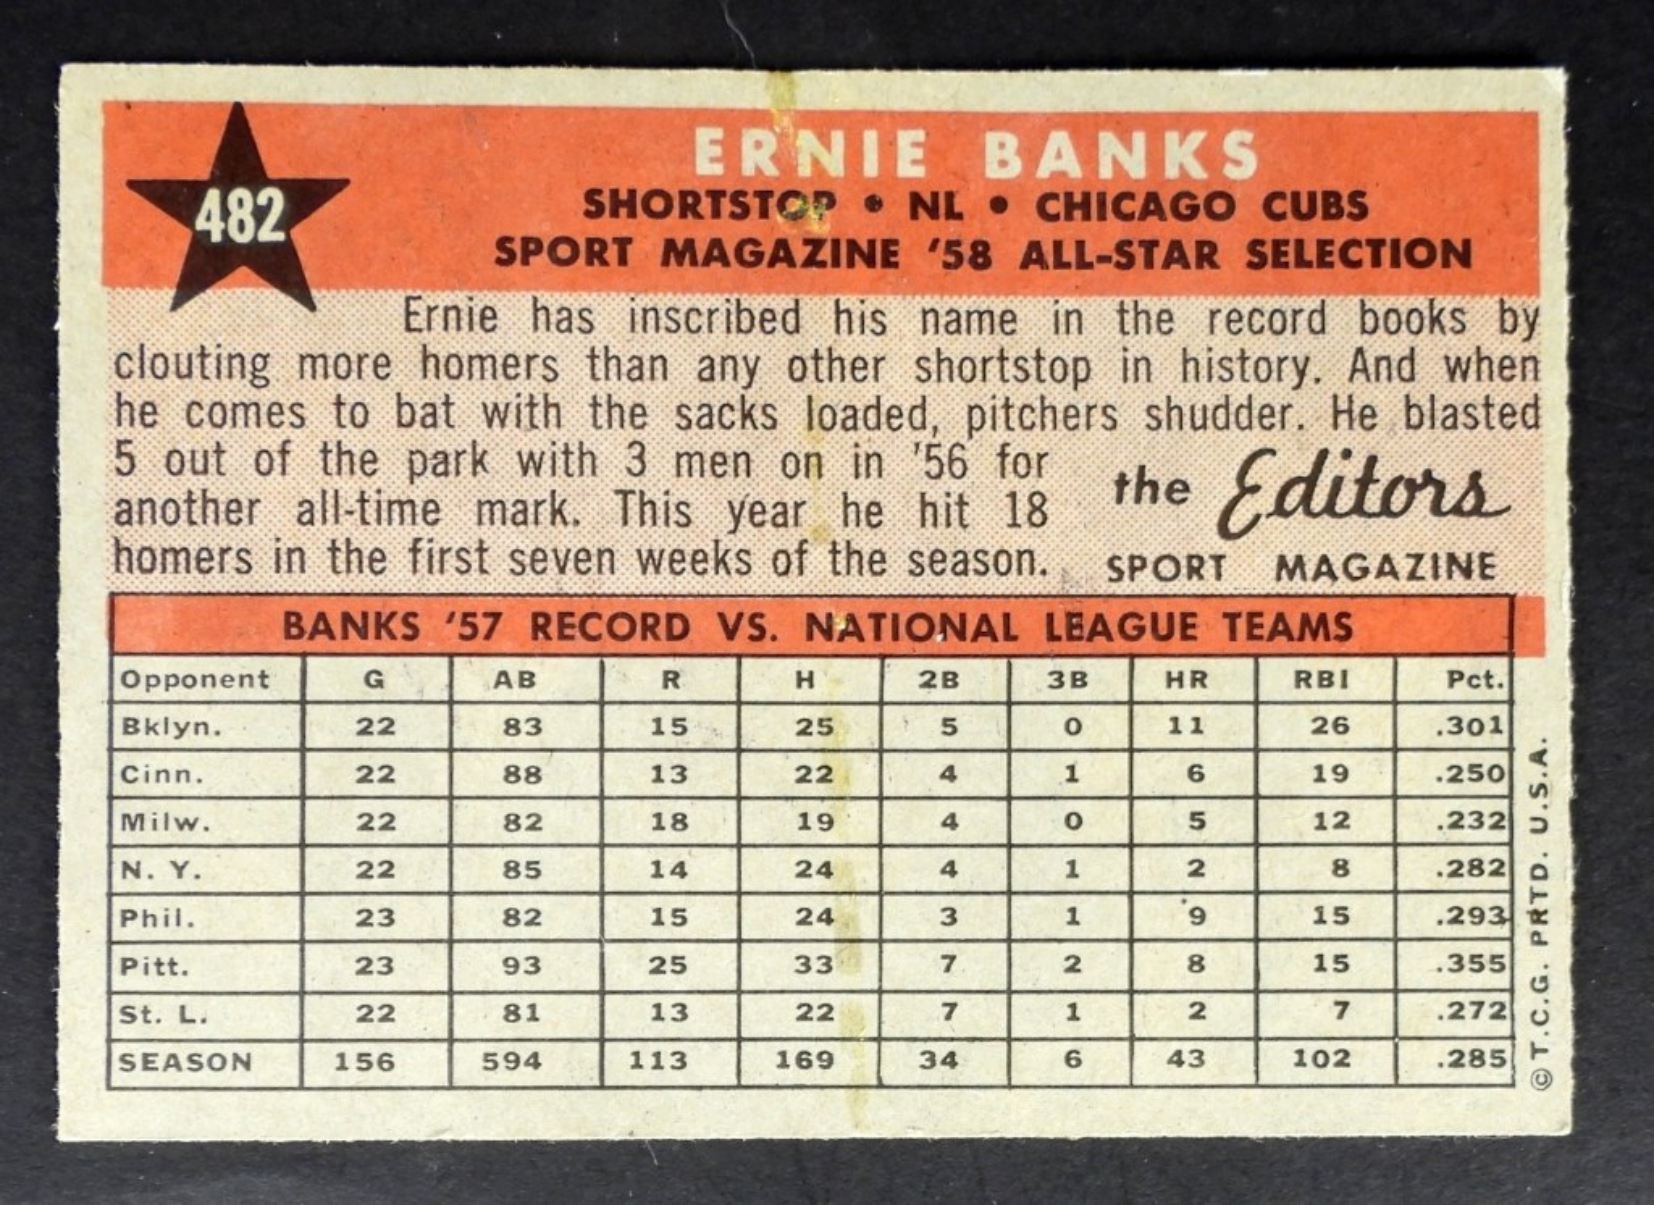 ERNIE BANKS
482
SHORTSTOP • NL • CHICAGO CUBS
SPORT MAGAZINE '58 ALL-STAR SELECTION
Ernie has inscribed his name in the record books by
clouting more homers than any other shortstop in history. And when
he comes to bat with the sacks loaded, pitchers shudder. He blasted
5 out of the park with 3 men on in '56 for
another all-time mark. This year he hit 18
homers in the first seven weeks of the season.
the Editors
SPORT MAGAZINE
BANKS '57 RECORD VS. NATIONAL LEAGUE TEAMS
Opponent G AB R H 2B 3B HR RBI Pct.
Bklyn. 22 83 15 25 5 0 11 26 .301
Cinn. 22 88 13 22 4 1 6 19 .250
Milw. 22 82 18 19 4 0 5 12 .232
N. Y. 22 85 14 24 4 1 2 8 .282
Phil. 23 82 15 24 3 1 9 15 .293
Pitt. 23 93 25 33 7 2 8 15 .355
St. L. 22 81 13 22 7 1 2 7 .272
SEASON 156 594 113 169 34 6 43 102 .285
© T.C.G. PRTD. U.S.A.